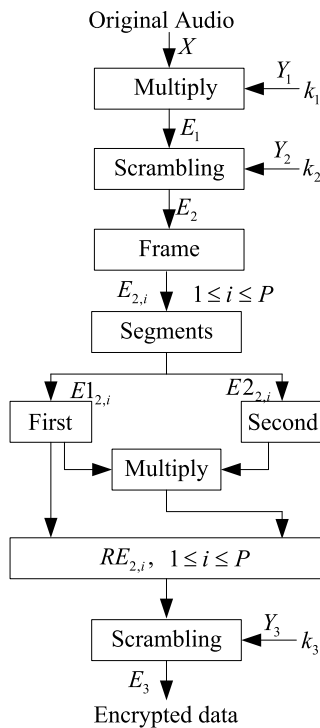 Original Audio
X
Multiply
Y₁
k₁
E₁
Scrambling
Y₂
k₂
E₂
Frame
E₂,ᵢ 1 ≤ i ≤ P
Segments
E1₂,ᵢ E2₂,ᵢ
First Second
Multiply
RE₂,ᵢ, 1 ≤ i ≤ P
Scrambling
Y₃
k₃
E₃
Encrypted data